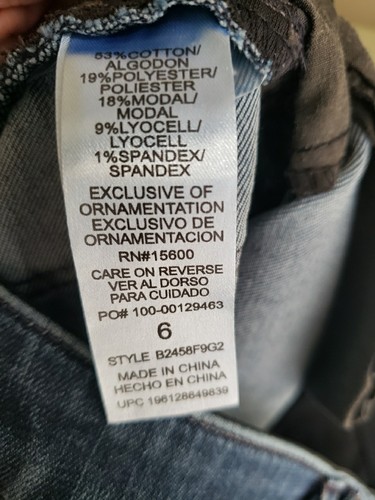 53%COTTON/
ALGODON
19%POLYESTER/
POLIESTER
18%MODAL/
MODAL
9%LYOCELL/
LYOCELL
1%SPANDEX/
SPANDEX
EXCLUSIVE OF
ORNAMENTATION
EXCLUSIVO DE
ORNAMENTACION
RN#15600
CARE ON REVERSE
VER AL DORSO
PARA CUIDADO
PO# 100-00129463
6
STYLE B2458F9G2
MADE IN CHINA
HECHO EN CHINA
UPC 196128649639